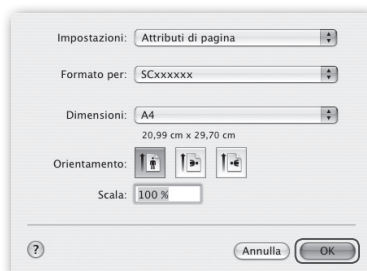 Impostazioni: Attributi di pagina
Formato per: SCxxxxxx
Dimensioni: A4
20,99 cm x 29,70 cm
Orientamento:
Scala: 100 %
? Annulla OK